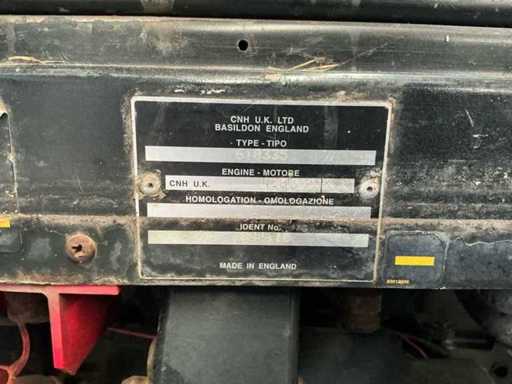 CNH U.K. LTD
BASILDON ENGLAND
TYPE - TIPO
ENGINE - MOTORE
CNH U.K.
HOMOLOGATION - OMOLOGAZIONE
IDENT No.
MADE IN ENGLAND